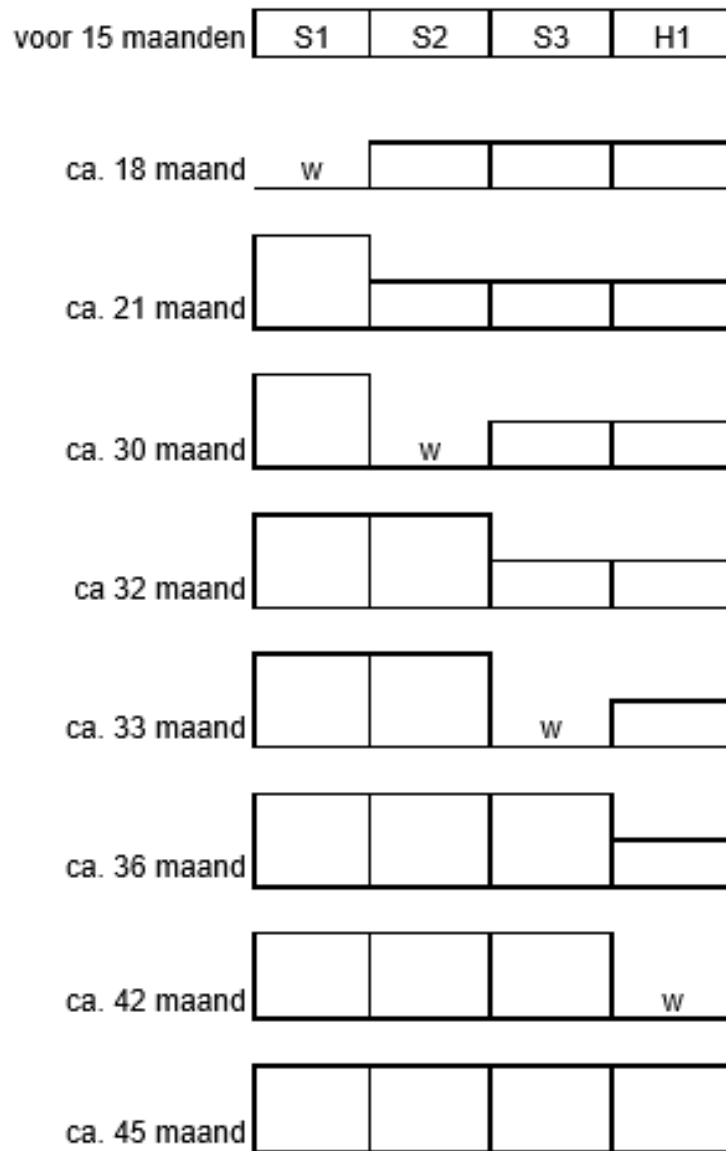 voor 15 maanden S1 S2 S3 H1
ca. 18 maand w
ca. 21 maand
ca. 30 maand w
ca 32 maand
ca. 33 maand w
ca. 36 maand
ca. 42 maand w
ca. 45 maand